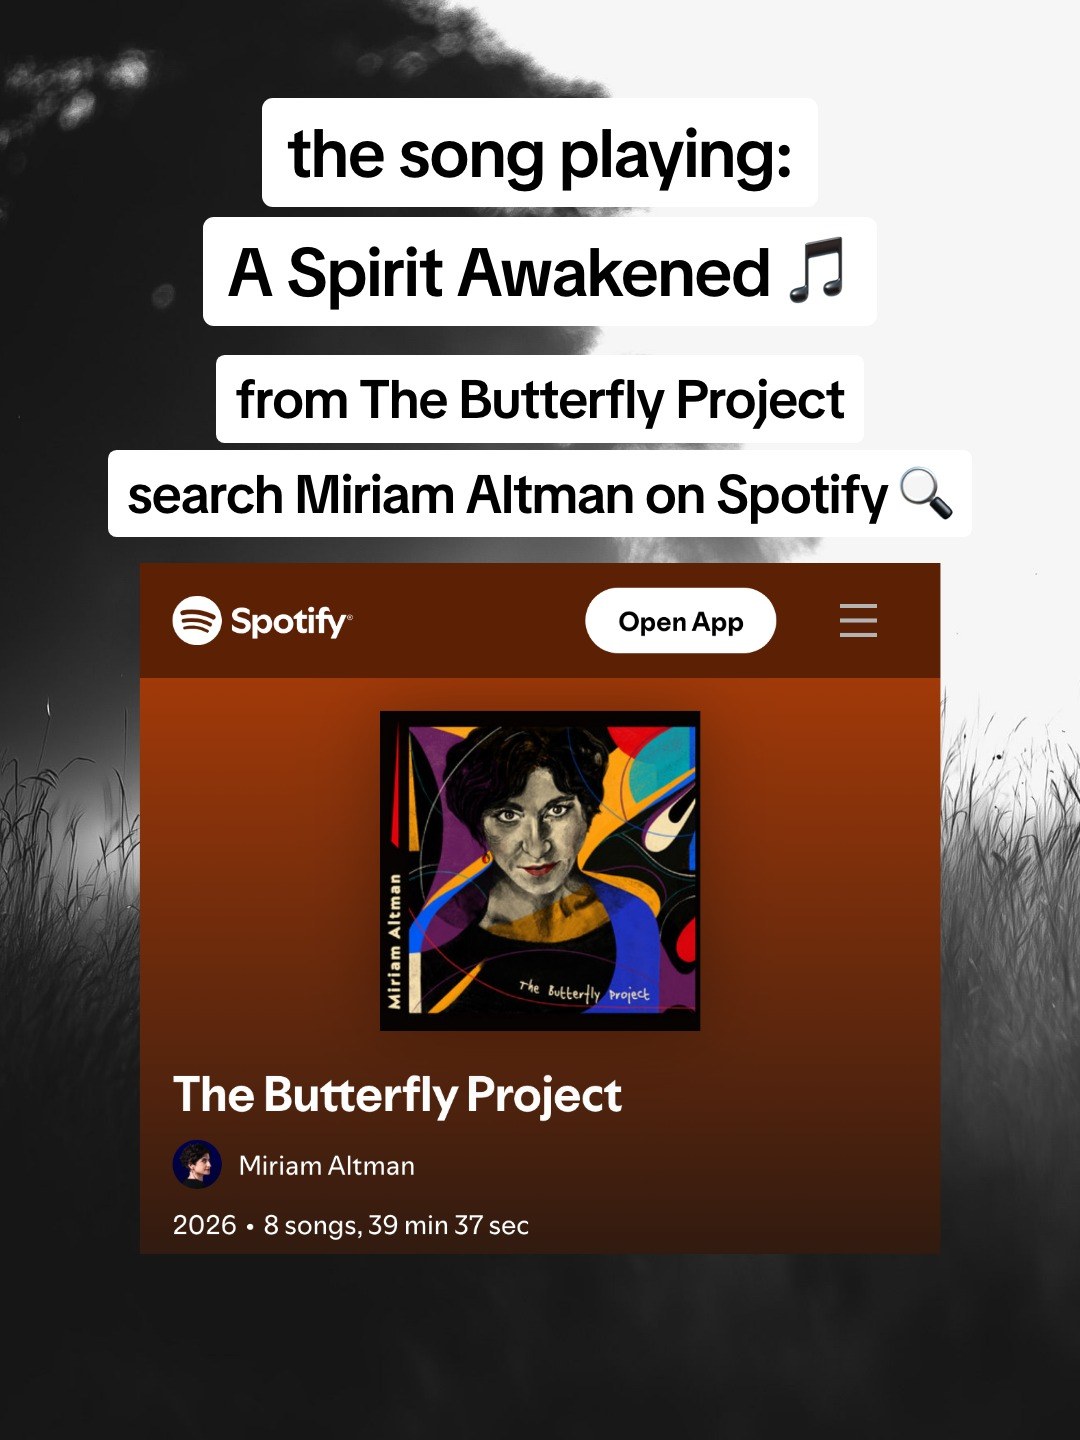 the song playing:
A Spirit Awakened 🎵
from The Butterfly Project
search Miriam Altman on Spotify 🔍
Spotify®
Open App
Miriam Altman
The Butterfly Project
The Butterfly Project
Miriam Altman
2026 • 8 songs, 39 min 37 sec